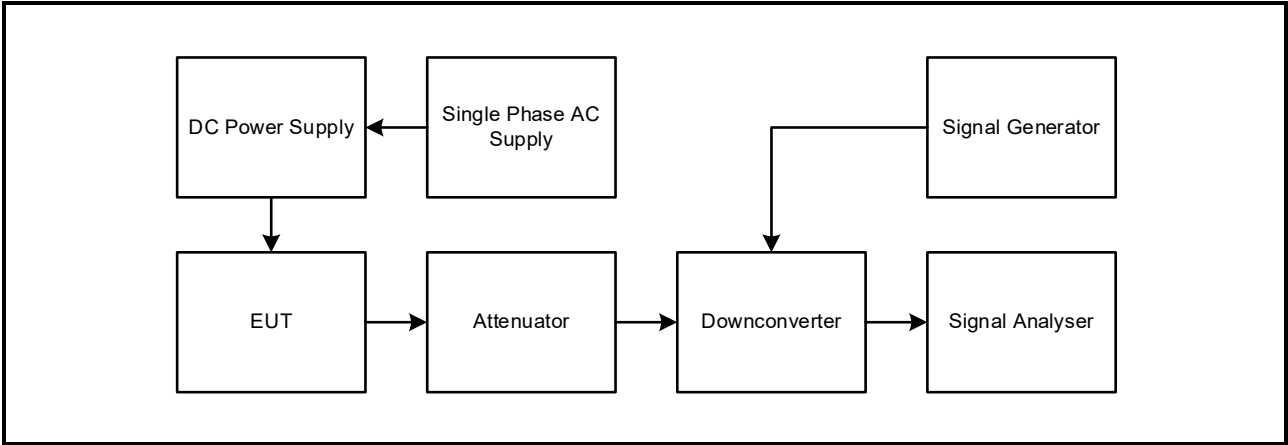 DC Power Supply
Single Phase AC
Supply
Signal Generator
EUT
Attenuator
Downconverter
Signal Analyser